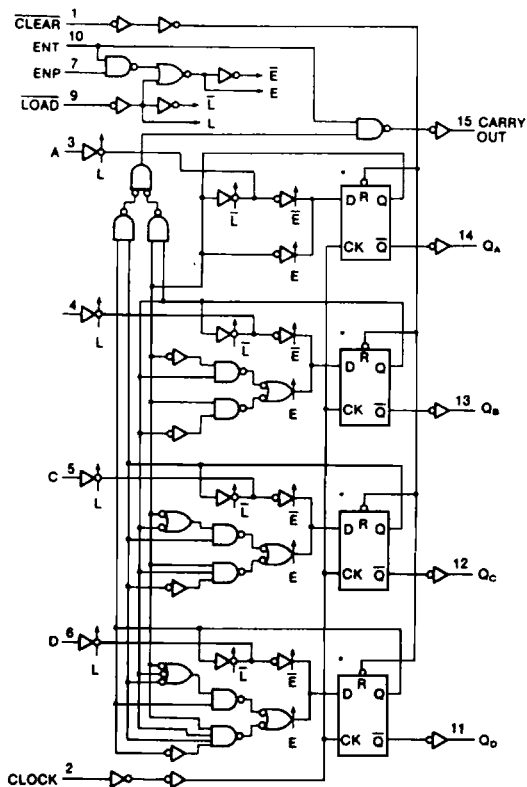 CLEAR 1
ENT 10
ENP 7
LOAD 9
E
E
L
L
15 CARRY OUT
A 3
L
L
E
E
D R Q
CK Q
14 QA
4
L
L
E
E
D R Q
CK Q
13 QB
C 5
L
L
E
E
D R Q
CK Q
12 QC
D 6
L
L
E
E
D R Q
CK Q
11 QD
CLOCK 2